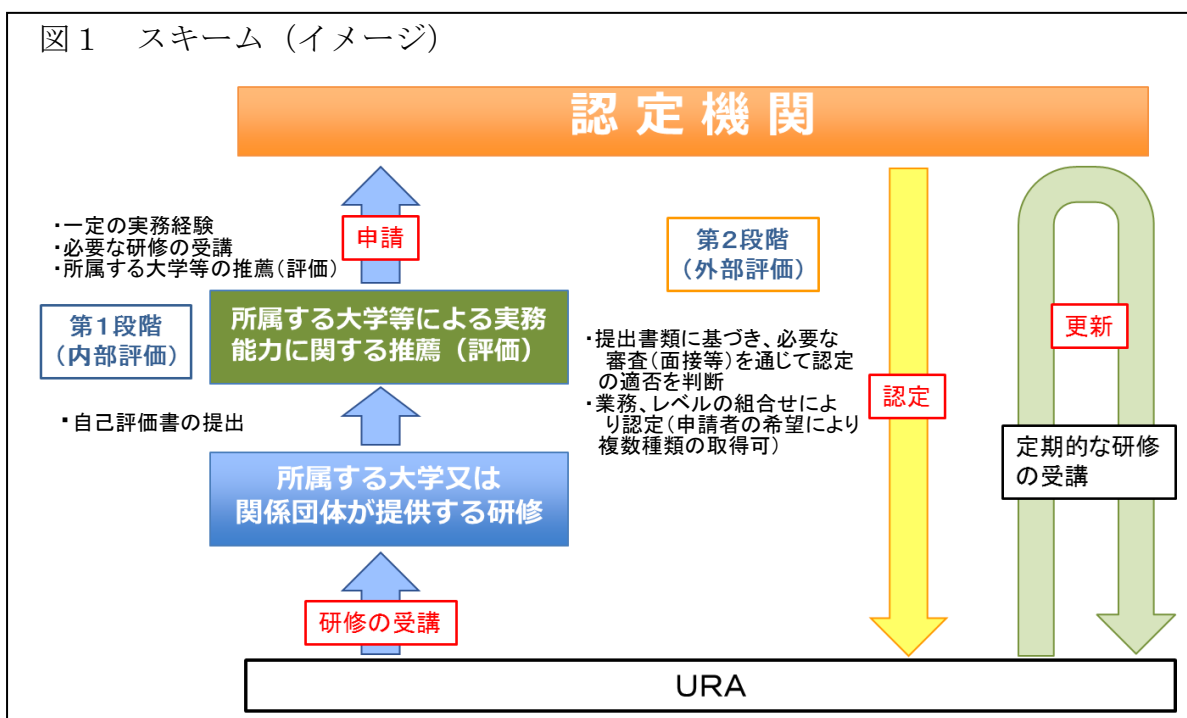 図1　スキーム（イメージ）
認定機関
・一定の実務経験
・必要な研修の受講
・所属する大学等の推薦（評価）
申請
第1段階
（内部評価）
所属する大学等による実務
能力に関する推薦（評価）
・自己評価書の提出
所属する大学又は
関係団体が提供する研修
研修の受講
第2段階
（外部評価）
・提出書類に基づき、必要な
審査（面接等）を通じて認定
の適否を判断
・業務、レベルの組合せによ
り認定（申請者の希望により
複数種類の取得可）
認定
更新
定期的な研修
の受講
URA